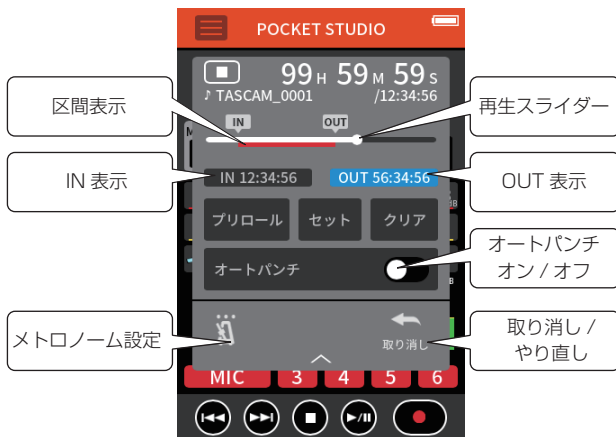 POCKET STUDIO
99 H 59 M 59 S
♪ TASCAM_0001 /12:34:56
区間表示
再生スライダー
IN OUT
IN 表示
IN 12:34:56 OUT 56:34:56
OUT 表示
プリロール セット クリア
オートパンチ
オートパンチ
オン / オフ
メトロノーム設定
取り消し
取り消し /
やり直し
MIC 3 4 5 6